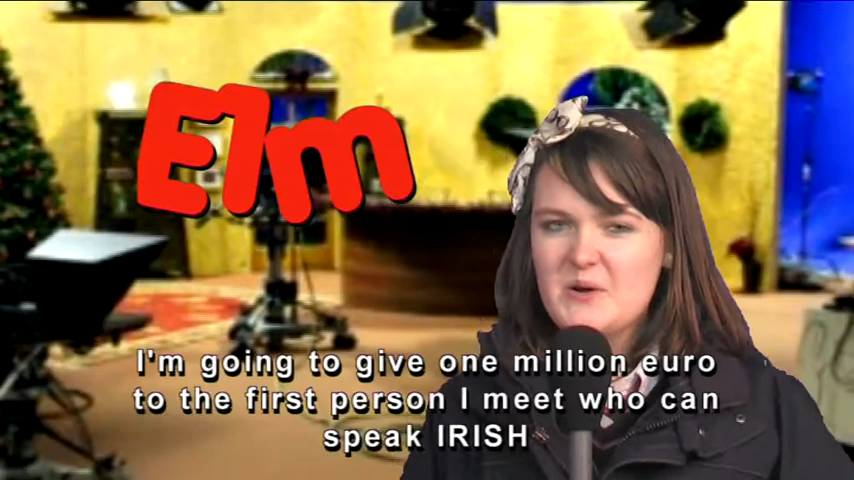 Elm
I'm going to give one million euro
to the first person I meet who can
speak IRISH